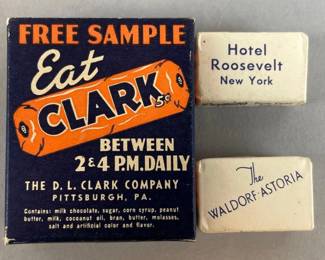 FREE SAMPLE
Eat
CLARK 5¢
BETWEEN
2 & 4 P.M. DAILY
THE D. L. CLARK COMPANY
PITTSBURGH, PA.
Contains: milk chocolate, sugar, corn syrup, peanut
butter, milk, cocoanut oil, bran, butter, molasses,
salt and artificial color and flavor.
Hotel
Roosevelt
New York
The
WALDORF-ASTORIA